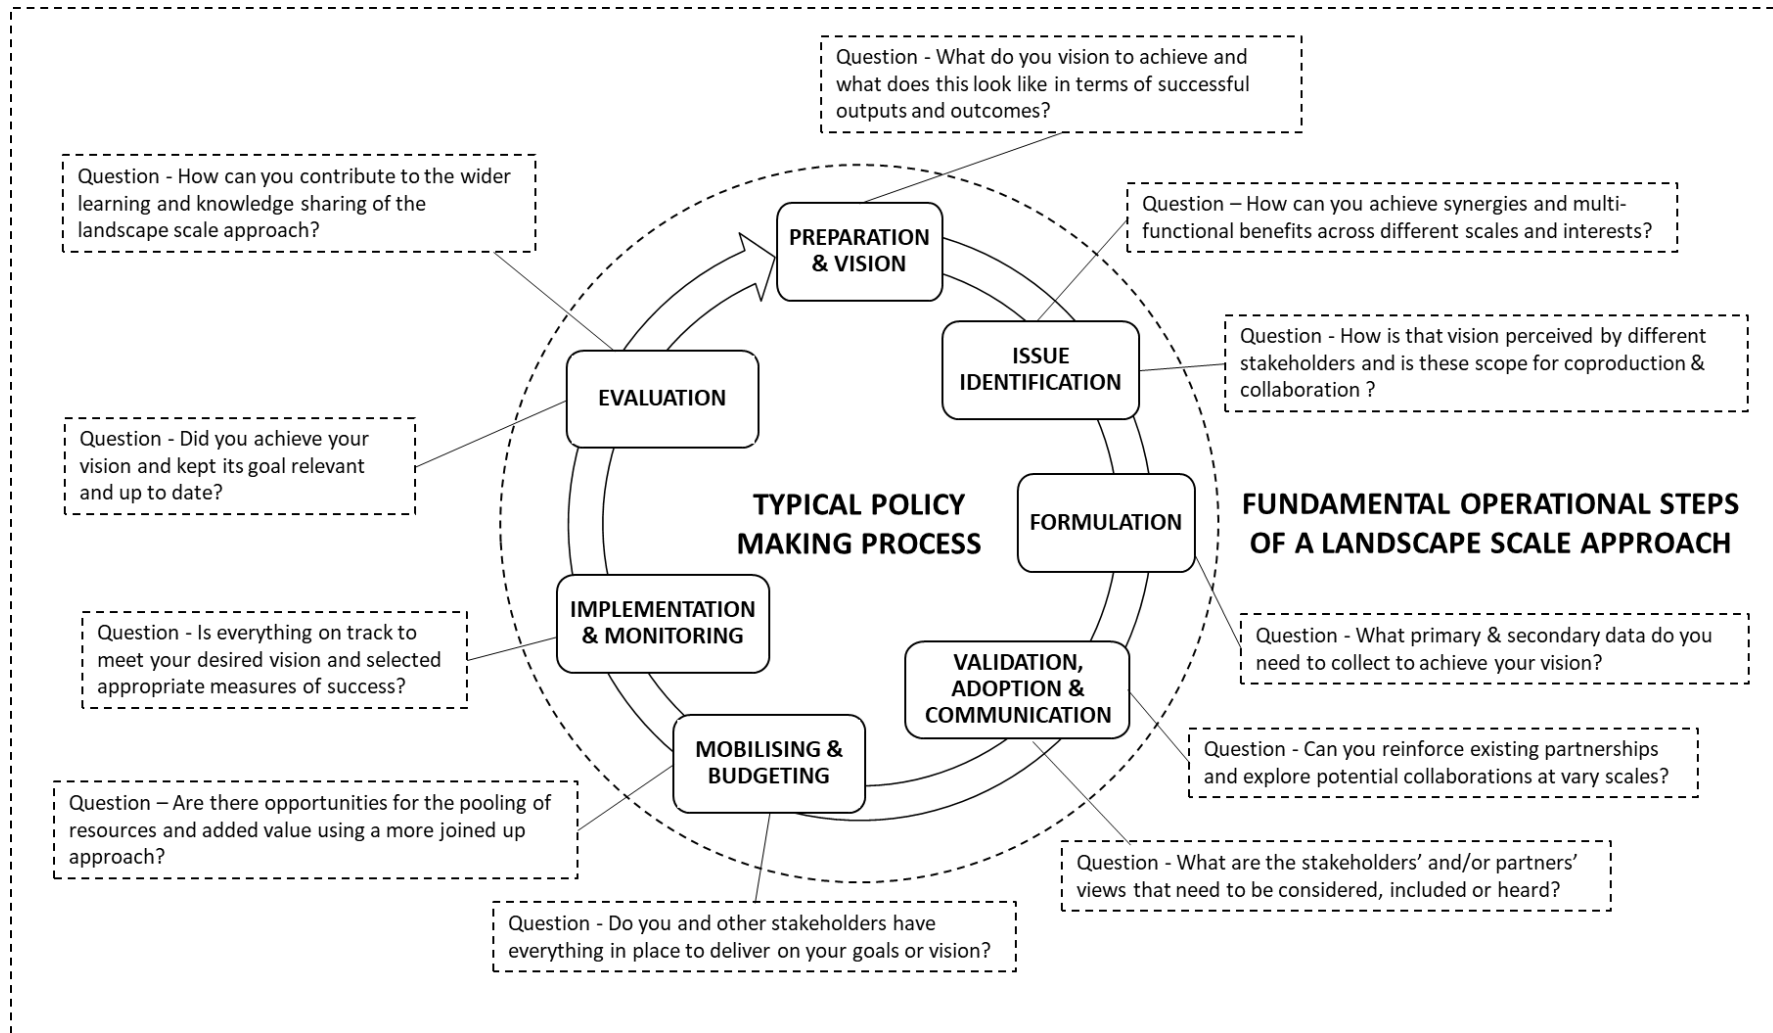 Question - What do you vision to achieve and
what does this look like in terms of successful
outputs and outcomes?
Question - How can you contribute to the wider
learning and knowledge sharing of the
landscape scale approach?
Question – How can you achieve synergies and multi-
functional benefits across different scales and interests?
PREPARATION
& VISION
Question - How is that vision perceived by different
stakeholders and is these scope for coproduction &
collaboration ?
ISSUE
IDENTIFICATION
EVALUATION
Question - Did you achieve your
vision and kept its goal relevant
and up to date?
TYPICAL POLICY
MAKING PROCESS
FORMULATION
FUNDAMENTAL OPERATIONAL STEPS
OF A LANDSCAPE SCALE APPROACH
IMPLEMENTATION
& MONITORING
Question - Is everything on track to
meet your desired vision and selected
appropriate measures of success?
Question - What primary & secondary data do you
need to collect to achieve your vision?
VALIDATION,
ADOPTION &
COMMUNICATION
MOBILISING &
BUDGETING
Question - Can you reinforce existing partnerships
and explore potential collaborations at vary scales?
Question – Are there opportunities for the pooling of
resources and added value using a more joined up
approach?
Question - What are the stakeholders’ and/or partners’
views that need to be considered, included or heard?
Question - Do you and other stakeholders have
everything in place to deliver on your goals or vision?